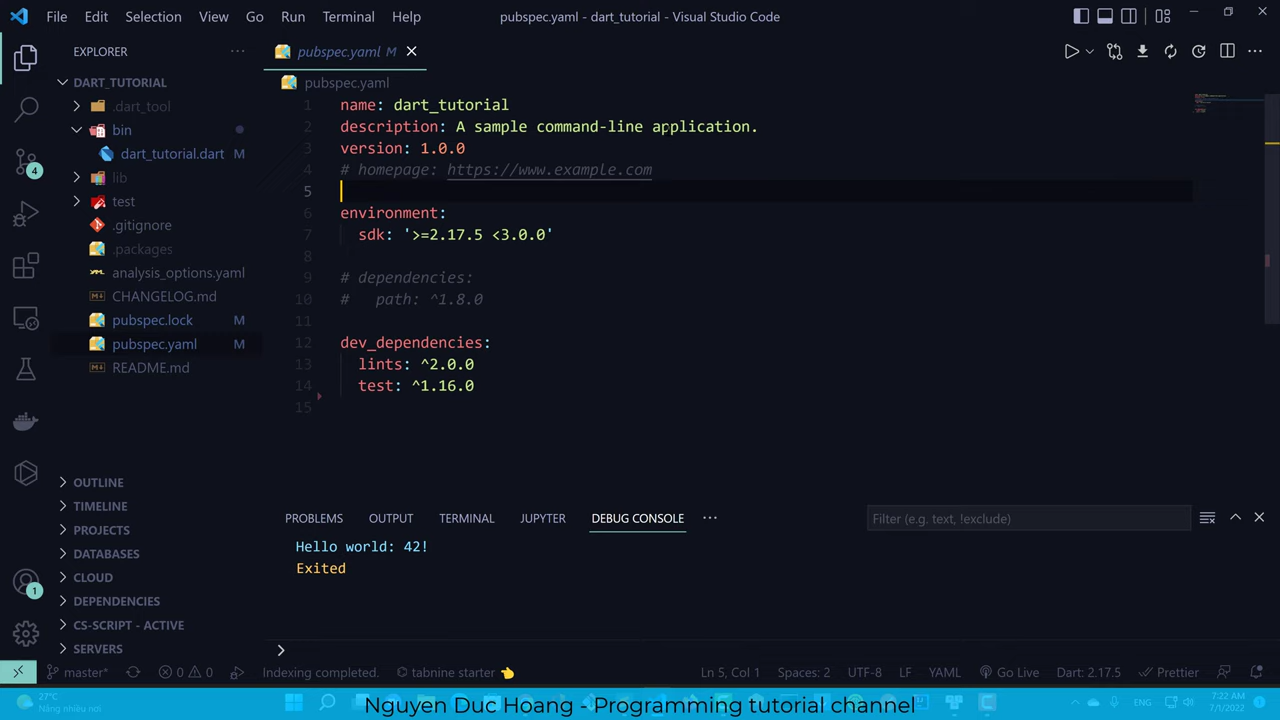 File Edit Selection View Go Run Terminal Help
pubspec.yaml - dart_tutorial - Visual Studio Code
EXPLORER
DART_TUTORIAL
.dart_tool
bin
dart_tutorial.dart M
lib
test
.gitignore
.packages
analysis_options.yaml
CHANGELOG.md
pubspec.lock M
pubspec.yaml M
README.md
OUTLINE
TIMELINE
PROJECTS
DATABASES
CLOUD
DEPENDENCIES
CS-SCRIPT - ACTIVE
SERVERS
4
1
pubspec.yaml M
pubspec.yaml
1 name: dart_tutorial
2 description: A sample command-line application.
3 version: 1.0.0
4 # homepage: https://www.example.com
5
6 environment:
7 sdk: '>=2.17.5 <3.0.0'
8
9 # dependencies:
10 # path: ^1.8.0
11
12 dev_dependencies:
13 lints: ^2.0.0
14 test: ^1.16.0
15
PROBLEMS OUTPUT TERMINAL JUPYTER DEBUG CONSOLE
Filter (e.g. text, !exclude)
Hello world: 42!
Exited
master* 0 0 Indexing completed. tabnine starter Ln 5, Col 1 Spaces: 2 UTF-8 LF YAML Go Live Dart: 2.17.5 Prettier
27°C
Nắng nhiều nơi
Nguyen Duc Hoang - Programming tutorial channel
ENG
7:22 AM
7/1/2022